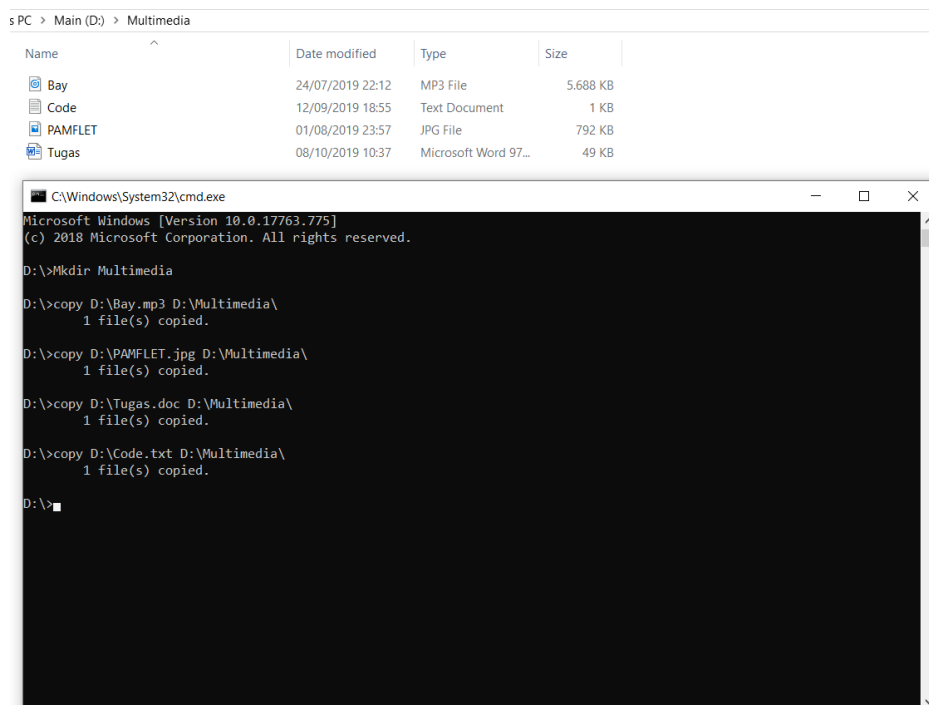 s PC > Main (D:) > Multimedia
Name Date modified Type Size
Bay 24/07/2019 22:12 MP3 File 5.688 KB
Code 12/09/2019 18:55 Text Document 1 KB
PAMFLET 01/08/2019 23:57 JPG File 792 KB
Tugas 08/10/2019 10:37 Microsoft Word 97... 49 KB
C:\Windows\System32\cmd.exe
Microsoft Windows [Version 10.0.17763.775]
(c) 2018 Microsoft Corporation. All rights reserved.
D:\>Mkdir Multimedia
D:\>copy D:\Bay.mp3 D:\Multimedia\
1 file(s) copied.
D:\>copy D:\PAMFLET.jpg D:\Multimedia\
1 file(s) copied.
D:\>copy D:\Tugas.doc D:\Multimedia\
1 file(s) copied.
D:\>copy D:\Code.txt D:\Multimedia\
1 file(s) copied.
D:\>